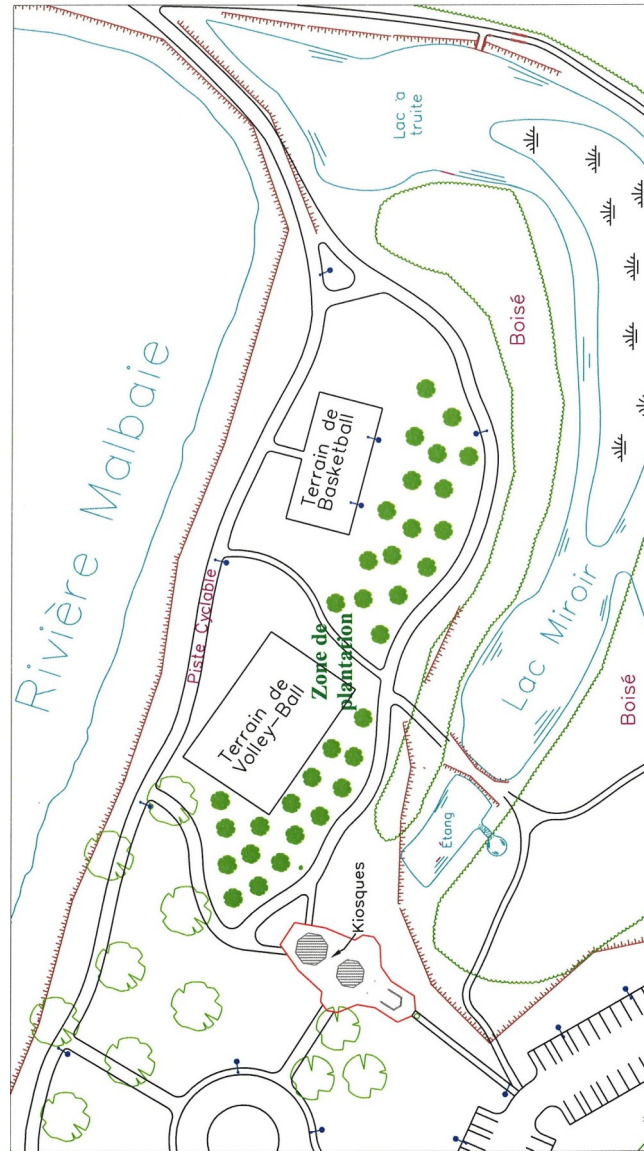 Lac à
truite
Boisé
Rivière Malbaie
Terrain de
Basketball
Piste Cyclable
Zone de
plantation
Terrain de
Volley-Ball
Lac Miroir
Boisé
Étang
Kiosques